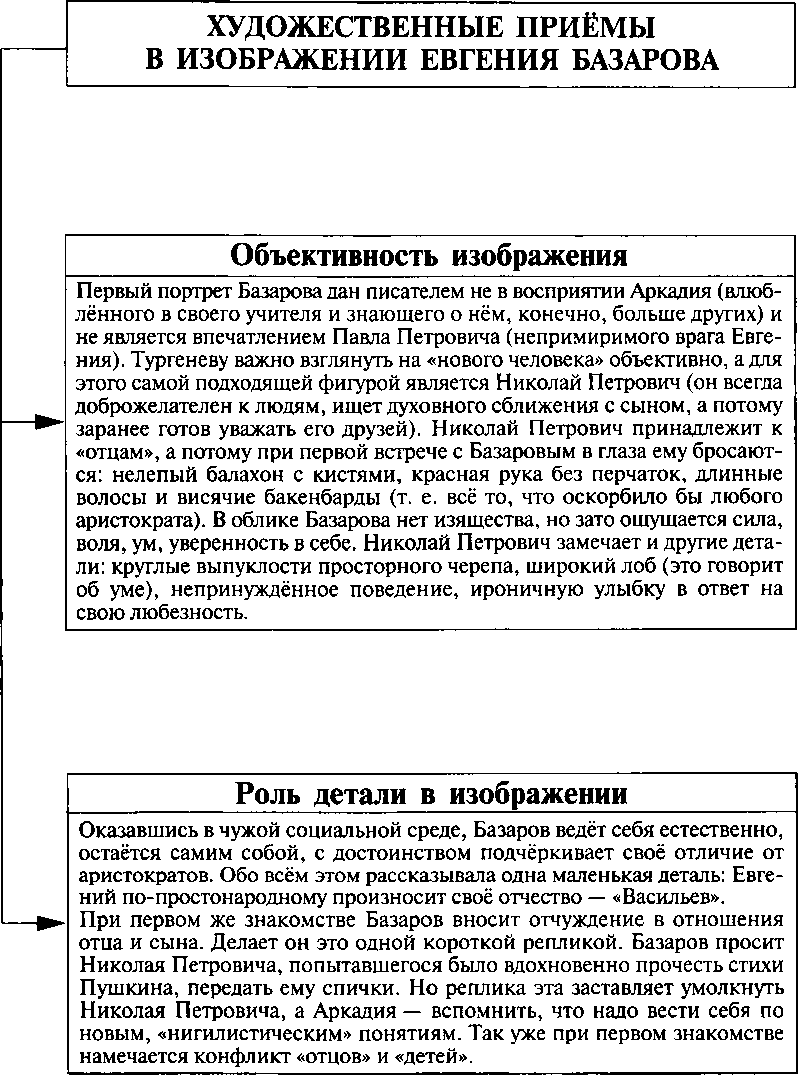 ХУДОЖЕСТВЕННЫЕ ПРИЁМЫ
В ИЗОБРАЖЕНИИ ЕВГЕНИЯ БАЗАРОВА
Объективность изображения
Первый портрет Базарова дан писателем не в восприятии Аркадия (влюб-
лённого в своего учителя и знающего о нём, конечно, больше других) и
не является впечатлением Павла Петровича (непримиримого врага Евге-
ния). Тургеневу важно взглянуть на «нового человека» объективно, а для
этого самой подходящей фигурой является Николай Петрович (он всегда
доброжелателен к людям, ищет духовного сближения с сыном, а потому
заранее готов уважать его друзей). Николай Петрович принадлежит к
«отцам», а потому при первой встрече с Базаровым в глаза ему бросают-
ся: нелепый балахон с кистями, красная рука без перчаток, длинные
волосы и висячие бакенбарды (т. е. всё то, что оскорбило бы любого
аристократа). В облике Базарова нет изящества, но зато ощущается сила,
воля, ум, уверенность в себе. Николай Петрович замечает и другие дета-
ли: круглые выпуклости просторного черепа, широкий лоб (это говорит
об уме), непринуждённое поведение, ироничную улыбку в ответ на
свою любезность.
Роль детали в изображении
Оказавшись в чужой социальной среде, Базаров ведёт себя естественно,
остаётся самим собой, с достоинством подчёркивает своё отличие от
аристократов. Обо всём этом рассказывала одна маленькая деталь: Евге-
ний по-простонародному произносит своё отчество — «Васильев».
При первом же знакомстве Базаров вносит отчуждение в отношения
отца и сына. Делает он это одной короткой репликой. Базаров просит
Николая Петровича, попытавшегося было вдохновенно прочесть стихи
Пушкина, передать ему спички. Но реплика эта заставляет умолкнуть
Николая Петровича, а Аркадия — вспомнить, что надо вести себя по
новым, «нигилистическим» понятиям. Так уже при первом знакомстве
намечается конфликт «отцов» и «детей».